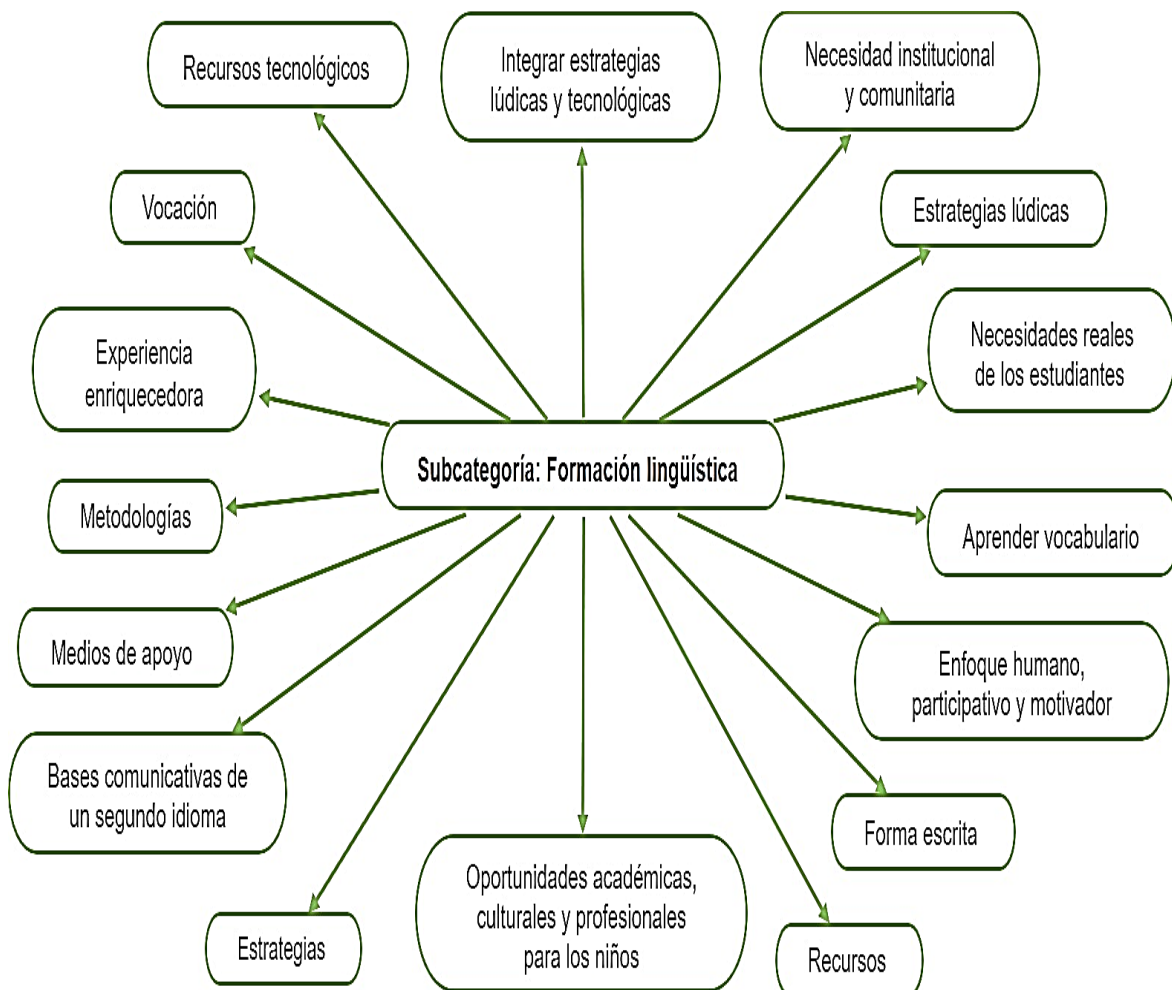 Recursos tecnológicos
Integrar estrategias
lúdicas y tecnológicas
Necesidad institucional
y comunitaria
Vocación
Estrategias lúdicas
Experiencia
enriquecedora
Necesidades reales
de los estudiantes
Subcategoría: Formación lingüística
Metodologías
Aprender vocabulario
Medios de apoyo
Enfoque humano,
participativo y motivador
Bases comunicativas de
un segundo idioma
Forma escrita
Estrategias
Oportunidades académicas,
culturales y profesionales
para los niños
Recursos